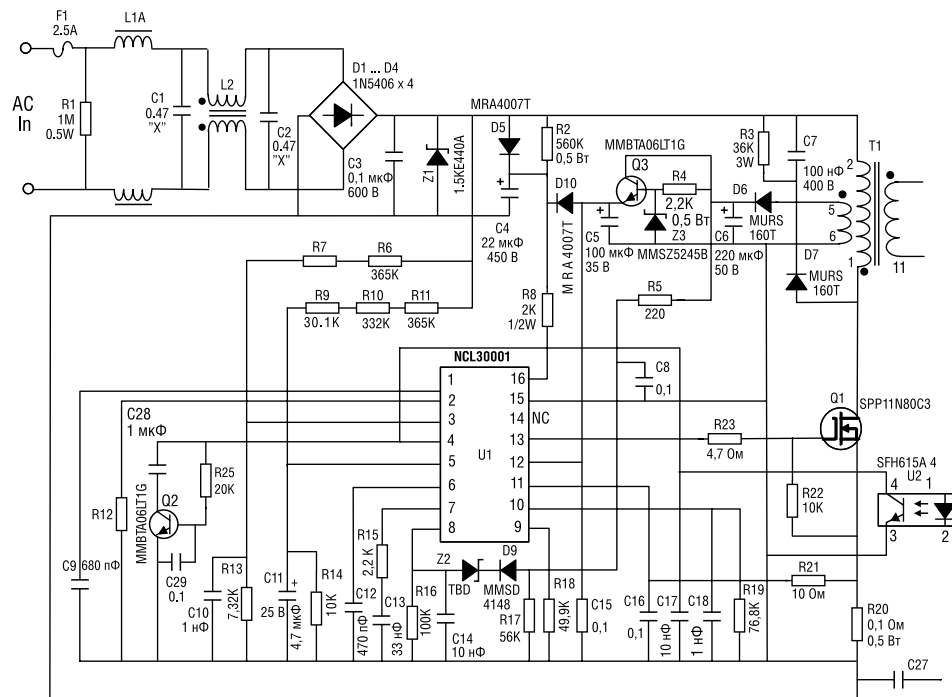 F1
2.5A
L1A
AC
In
R1
1M
0.5W
C1
0.47
"X"
L2
C2
0.47
"X"
D1 ... D4
1N5406 x 4
C3
0,1 мкФ
600 В
Z1
1.5KE440A
MRA4007T
D5
C4
22 мкФ
450 В
R2
560K
0,5 Вт
D10
MRA4007T
MMBTA06LT1G
Q3
R4
2,2K
0,5 Вт
C5
100 мкФ
35 В
Z3
MMSZ5245B
D6
MURS
160T
C6
220 мкФ
50 В
R3
36K
3W
C7
100 нФ
400 В
D7
MURS
160T
T1
2
5
6
1
11
R7
R6
365K
R9
30.1K
R10
332K
R11
365K
R8
2K
1/2W
R5
220
C8
0,1
NCL30001
U1
1
2
3
4
5
6
7
8
16
15
14
13
12
11
10
9
NC
R23
4,7 Ом
Q1
SPP11N80C3
SFH615A 4
U2
4
1
3
2
R22
10K
C28
1 мкФ
R25
20K
Q2
MMBTA06LT1G
R12
C9 680 пФ
C29
0.1
C10
1 нФ
R13
7,32K
C11
25 В
4,7 мкФ
R14
10K
R15
2,2 K
C12
470 пФ
C13
33 нФ
R16
100K
Z2
TBD
D9
MMSD
4148
C14
10 нФ
R17
56K
R18
49,9K
C15
0,1
C16
0,1
C17
10 нФ
C18
1 нФ
R19
76,8K
R21
10 Ом
R20
0,1 Ом
0,5 Вт
C27